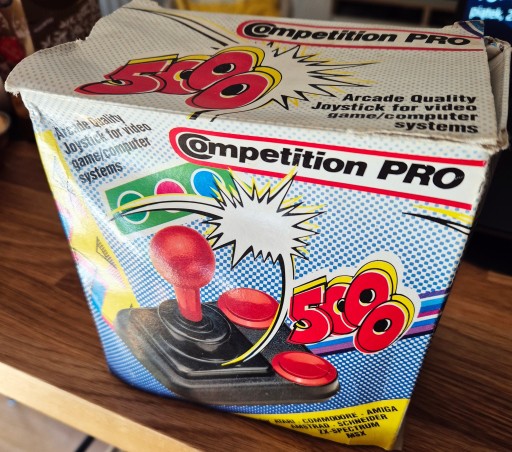 Competition PRO
5000
Arcade Quality
Joystick for video
game/computer
systems
Arcade Quality
Joystick for video
game/computer
systems
Competition PRO
5000
ATARI - COMMODORE - AMIGA
AMSTRAD - SCHNEIDER
ZX-SPECTRUM
MSX